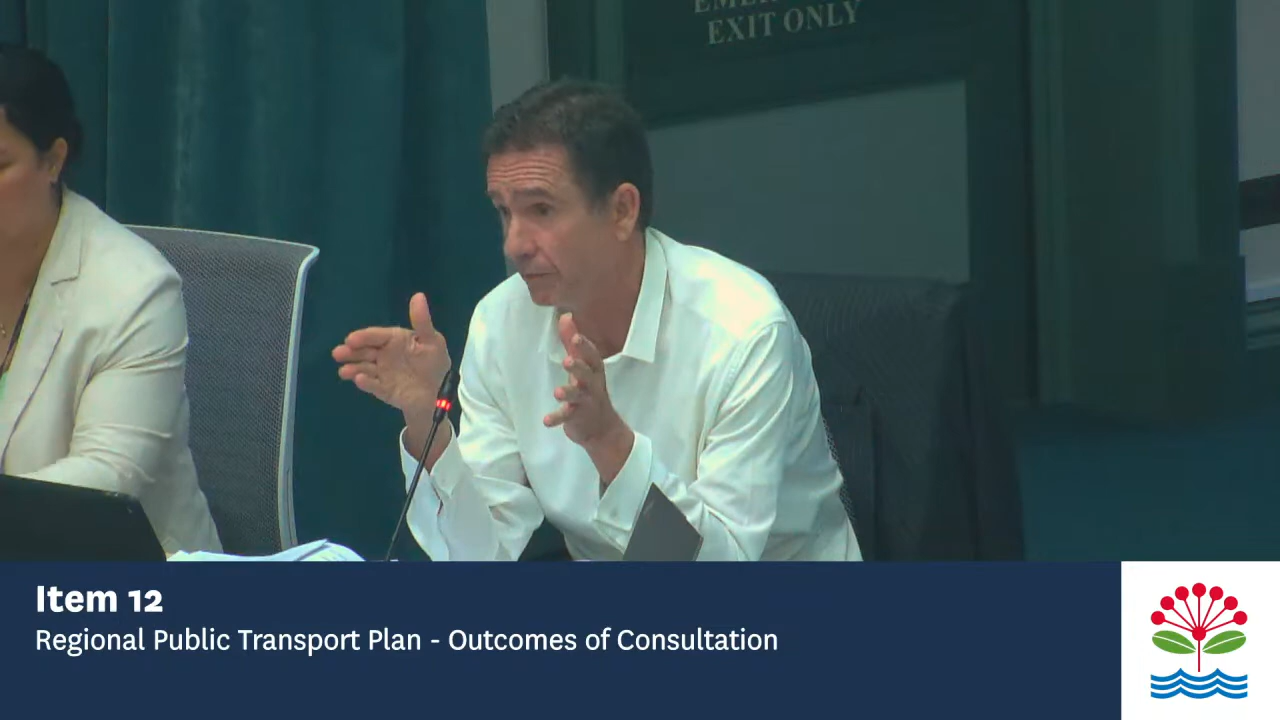 EXIT ONLY
Item 12
Regional Public Transport Plan - Outcomes of Consultation